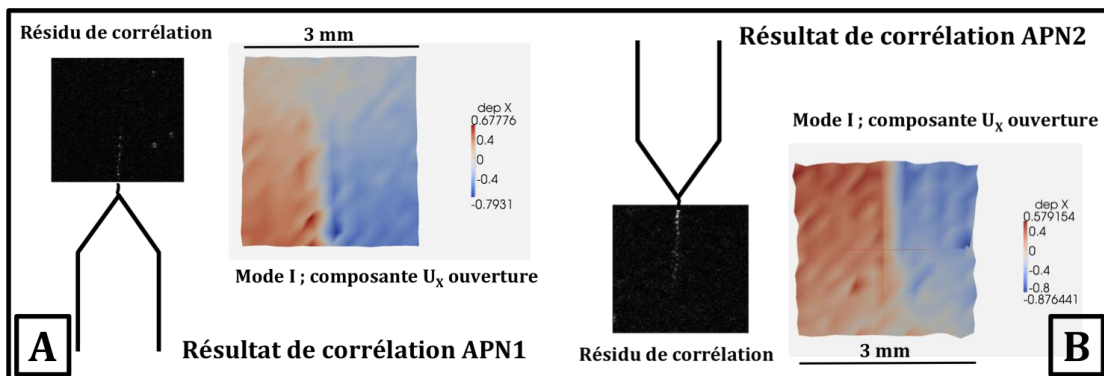 Résidu de corrélation
3 mm
dep X
0.67776
0.4
0
-0.4
-0.7931
Mode I ; composante UX ouverture
A
Résultat de corrélation APN1
Résultat de corrélation APN2
Mode I ; composante UX ouverture
dep X
0.579154
0.4
0
-0.4
-0.8
-0.876441
Résidu de corrélation
3 mm
B